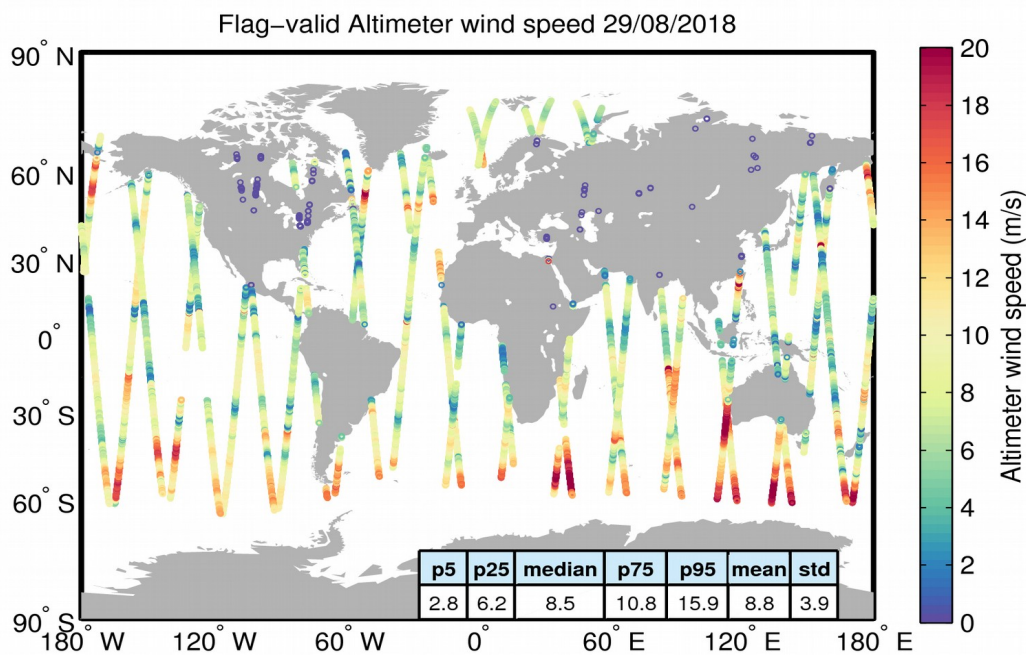 Flag−valid Altimeter wind speed 29/08/2018
90° N
60° N
30° N
0°
30° S
60° S
90° S
180° W
120° W
60° W
0°
60° E
120° E
180° E
p5 p25 median p75 p95 mean std
2.8 6.2 8.5 10.8 15.9 8.8 3.9
20
18
16
14
12
10
8
6
4
2
0
Altimeter wind speed (m/s)